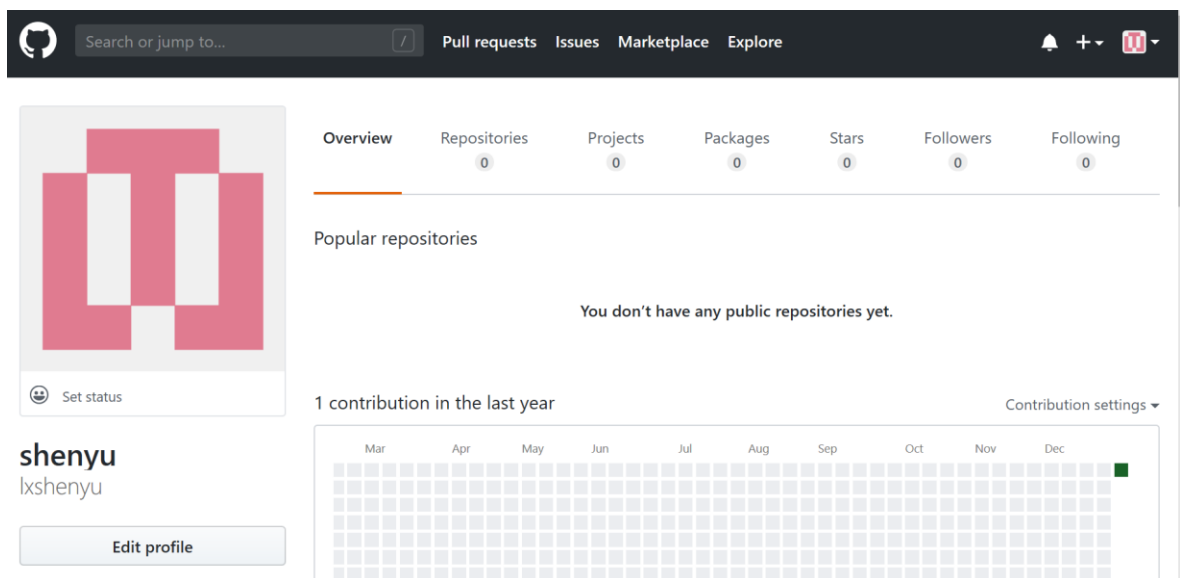 Search or jump to... /
Pull requests Issues Marketplace Explore
Overview Repositories 0 Projects 0 Packages 0 Stars 0 Followers 0 Following 0
Popular repositories
You don't have any public repositories yet.
Set status
shenyu
lxshenyu
Edit profile
1 contribution in the last year
Contribution settings
Mar Apr May Jun Jul Aug Sep Oct Nov Dec